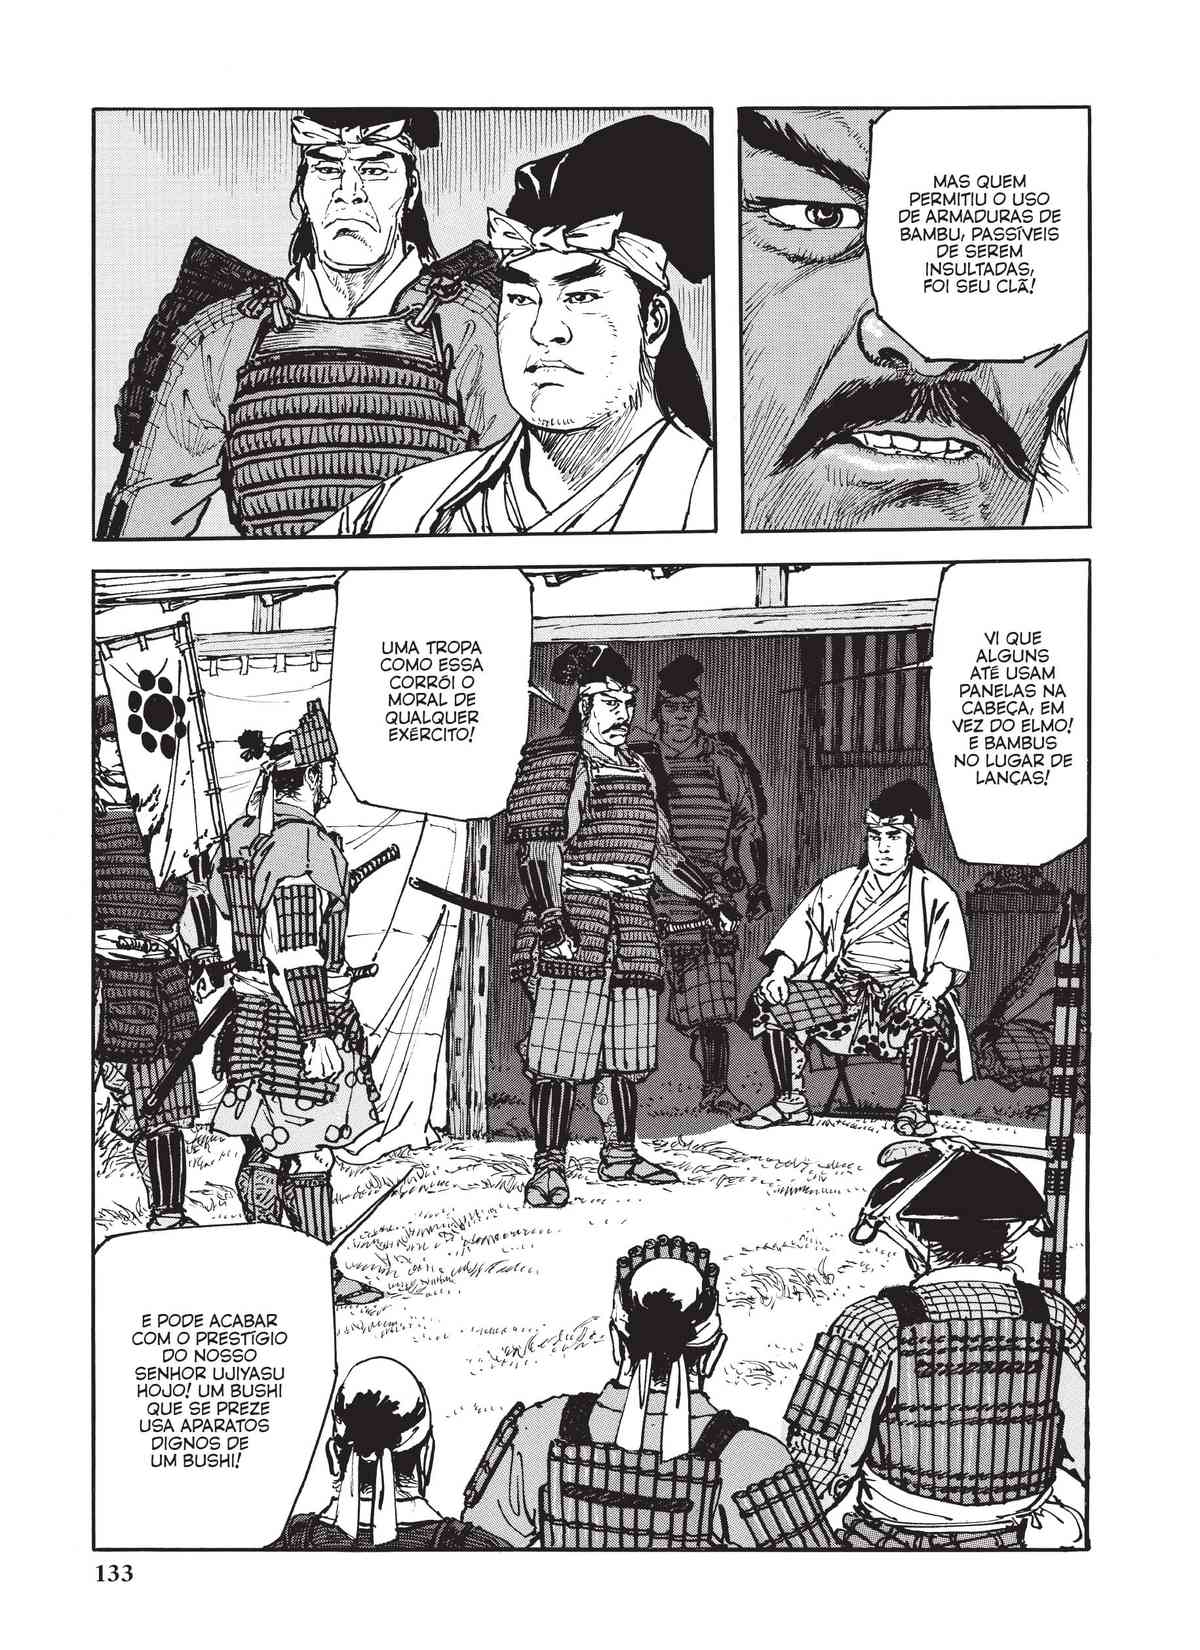 MAS QUEM
PERMITIU O USO
DE ARMADURAS DE
BAMBU, PASSÍVEIS
DE SEREM
INSULTADAS,
FOI SEU CLÃ!
VI QUE
ALGUNS
ATÉ USAM
PANELAS NA
CABEÇA, EM
VEZ DO ELMO!
E BAMBUS
NO LUGAR DE
LANÇAS!
UMA TROPA
COMO ESSA
CORRÓI O
MORAL DE
QUALQUER
EXÉRCITO!
E PODE ACABAR
COM O PRESTÍGIO
DO NOSSO
SENHOR UJIYASU
HOJO! UM BUSHI
QUE SE PREZE
USA APARATOS
DIGNOS DE
UM BUSHI!
133